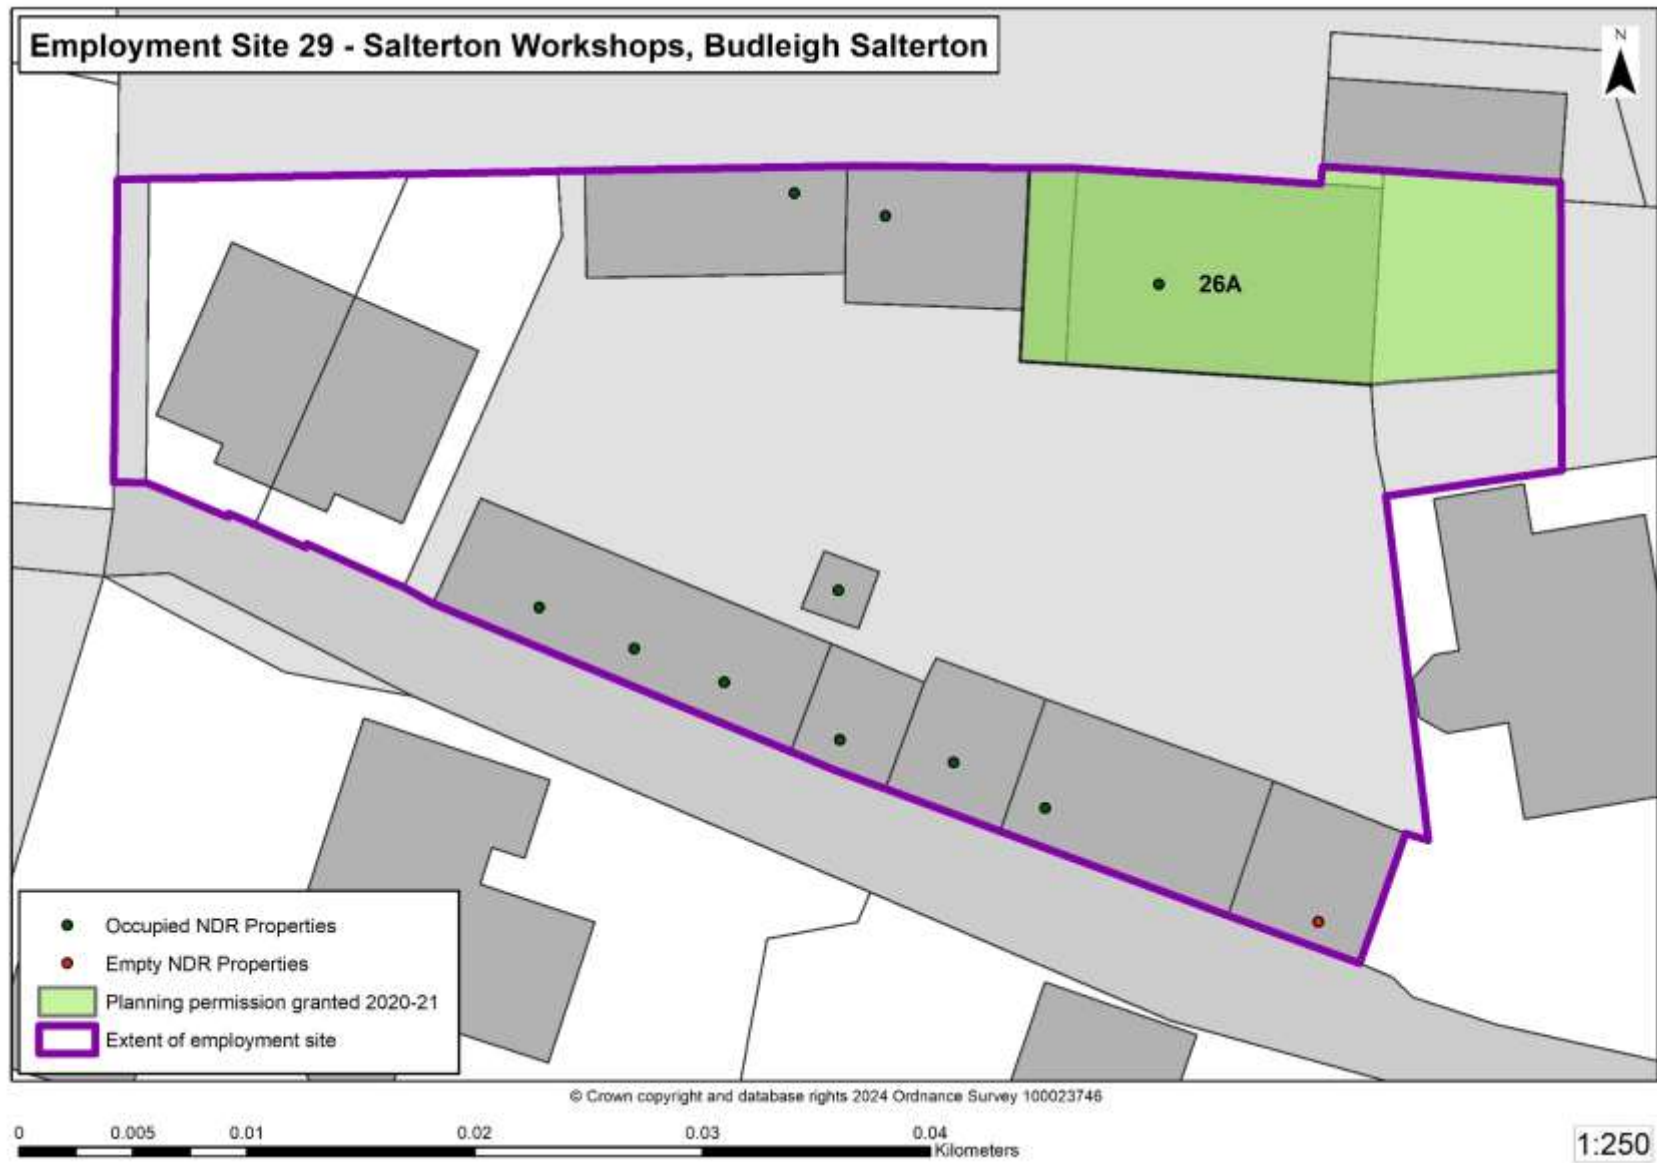 Employment Site 29 - Salterton Workshops, Budleigh Salterton
N
26A
Occupied NDR Properties
Empty NDR Properties
Planning permission granted 2020-21
Extent of employment site
© Crown copyright and database rights 2024 Ordnance Survey 100023746
0 0.005 0.01 0.02 0.03 0.04
Kilometers
1:250